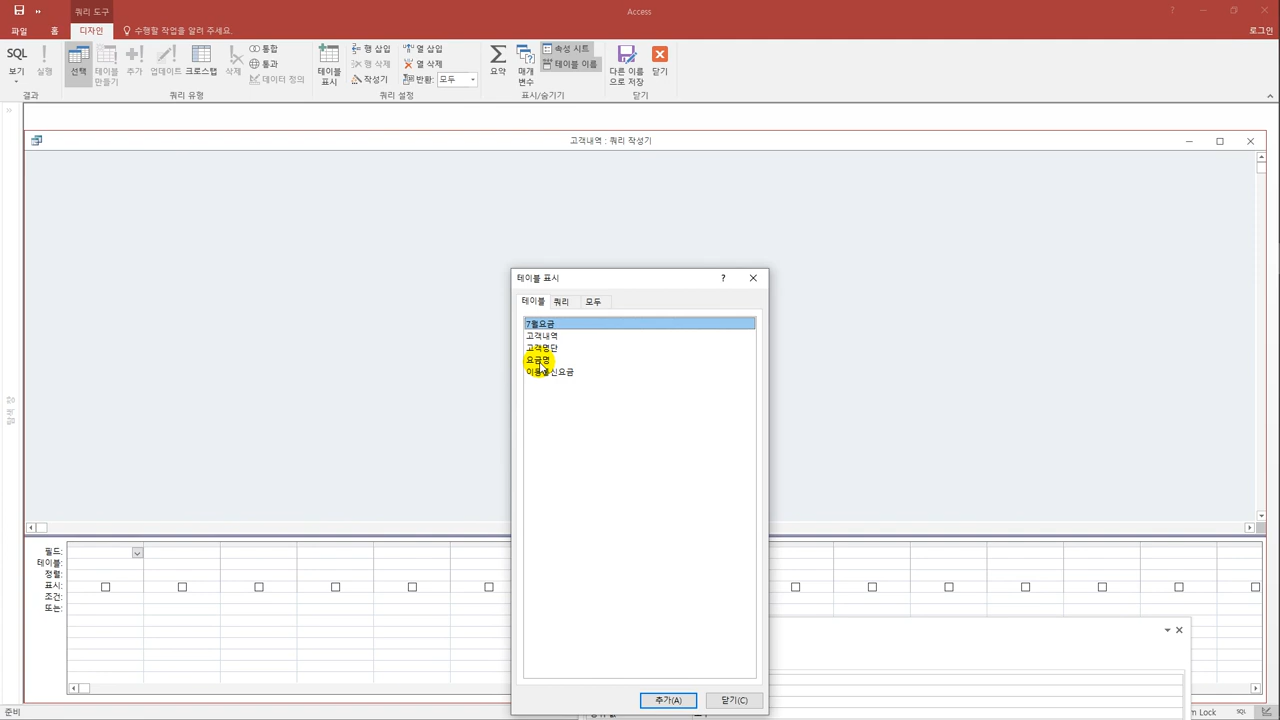 쿼리 도구
Access
파일
홈
디자인
수행할 작업을 알려 주세요.
로그인
SQL
보기
실행
결과
선택
테이블
만들기
추가
업데이트
크로스탭
삭제
통합
통과
데이터 정의
쿼리 유형
테이블
표시
행 삽입
행 삭제
작성기
열 삽입
열 삭제
반환: 모두
쿼리 설정
요약
매개
변수
속성 시트
테이블 이름
표시/숨기기
다른 이름
으로 저장
닫기
닫기
고객내역 : 쿼리 작성기
탐색 창
테이블 표시
테이블
쿼리
모두
7월요금
고객내역
고객명단
요금명
필드:
테이블:
정렬:
표시:
조건:
또는:
추가(A)
닫기(C)
준비
m Lock
SQL